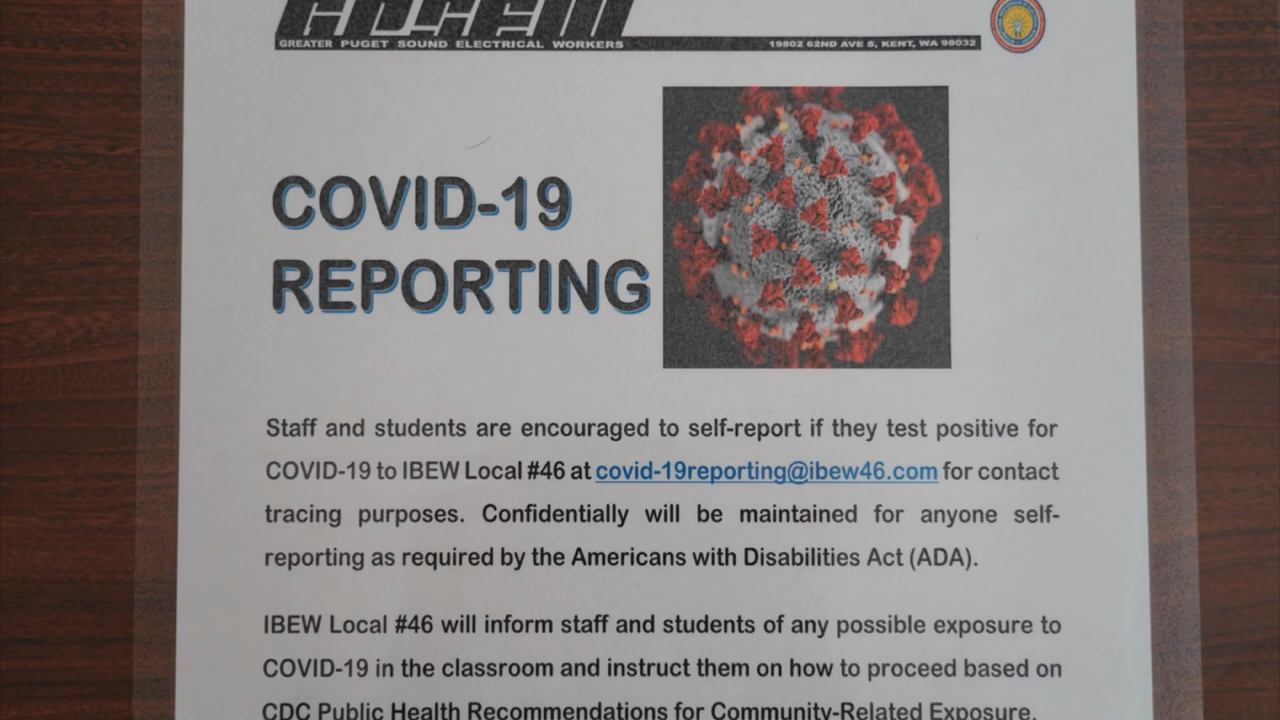 GREATER PUGET SOUND ELECTRICAL WORKERS 19802 62ND AVE S, KENT, WA 98032
COVID-19
REPORTING
Staff and students are encouraged to self-report if they test positive for
COVID-19 to IBEW Local #46 at covid-19reporting@ibew46.com for contact
tracing purposes. Confidentially will be maintained for anyone self-
reporting as required by the Americans with Disabilities Act (ADA).
IBEW Local #46 will inform staff and students of any possible exposure to
COVID-19 in the classroom and instruct them on how to proceed based on
CDC Public Health Recommendations for Community-Related Exposure.